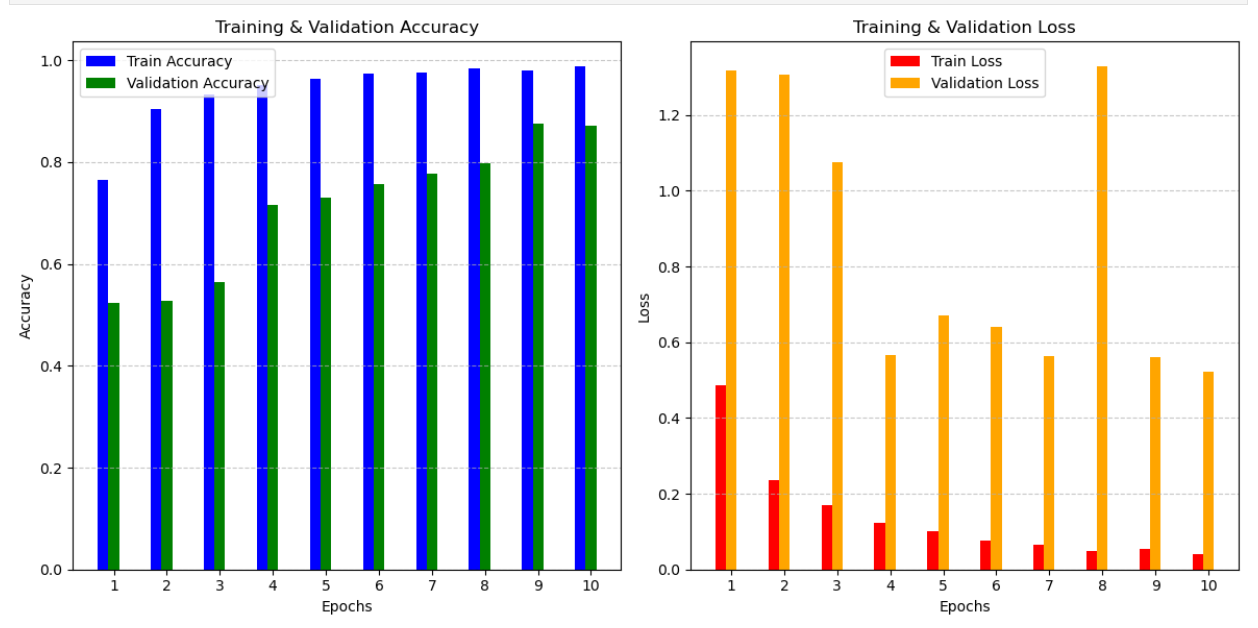 Training & Validation Accuracy
Train Accuracy
Validation Accuracy
1.0
0.8
0.6
0.4
0.2
0.0
Accuracy
1 2 3 4 5 6 7 8 9 10
Epochs
Training & Validation Loss
Train Loss
Validation Loss
1.2
1.0
0.8
0.6
0.4
0.2
0.0
Loss
1 2 3 4 5 6 7 8 9 10
Epochs